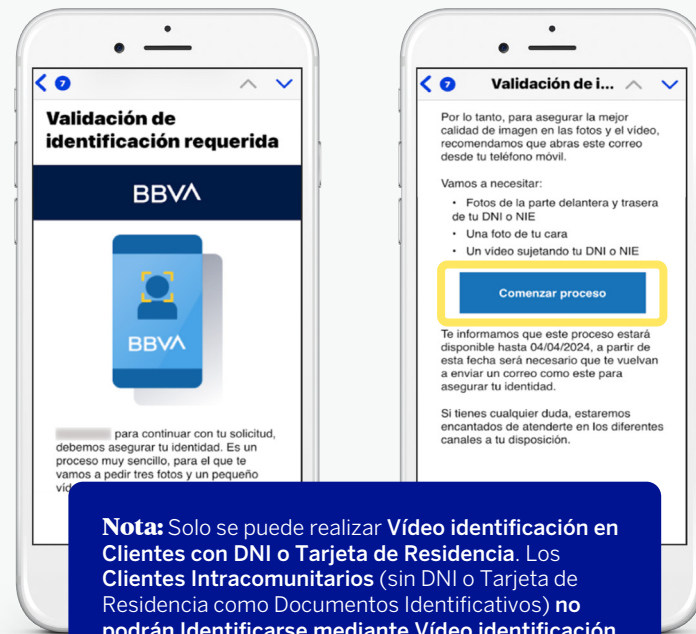 7
Validación de
identificación requerida
BBVA
BBVA
para continuar con tu solicitud,
debemos asegurar tu identidad. Es un
proceso muy sencillo, para el que te
vamos a pedir tres fotos y un pequeño
7
Validación de i...
Por lo tanto, para asegurar la mejor
calidad de imagen en las fotos y el vídeo,
recomendamos que abras este correo
desde tu teléfono móvil.
Vamos a necesitar:
• Fotos de la parte delantera y trasera
de tu DNI o NIE
• Una foto de tu cara
• Un vídeo sujetando tu DNI o NIE
Comenzar proceso
Te informamos que este proceso estará
disponible hasta 04/04/2024, a partir de
esta fecha será necesario que te vuelvan
a enviar un correo como este para
asegurar tu identidad.
Si tienes cualquier duda, estaremos
encantados de atenderte en los diferentes
canales a tu disposición.
Nota: Solo se puede realizar Vídeo identificación en
Clientes con DNI o Tarjeta de Residencia. Los
Clientes Intracomunitarios (sin DNI o Tarjeta de
Residencia como Documentos Identificativos) no
podrán Identificarse mediante Vídeo identificación